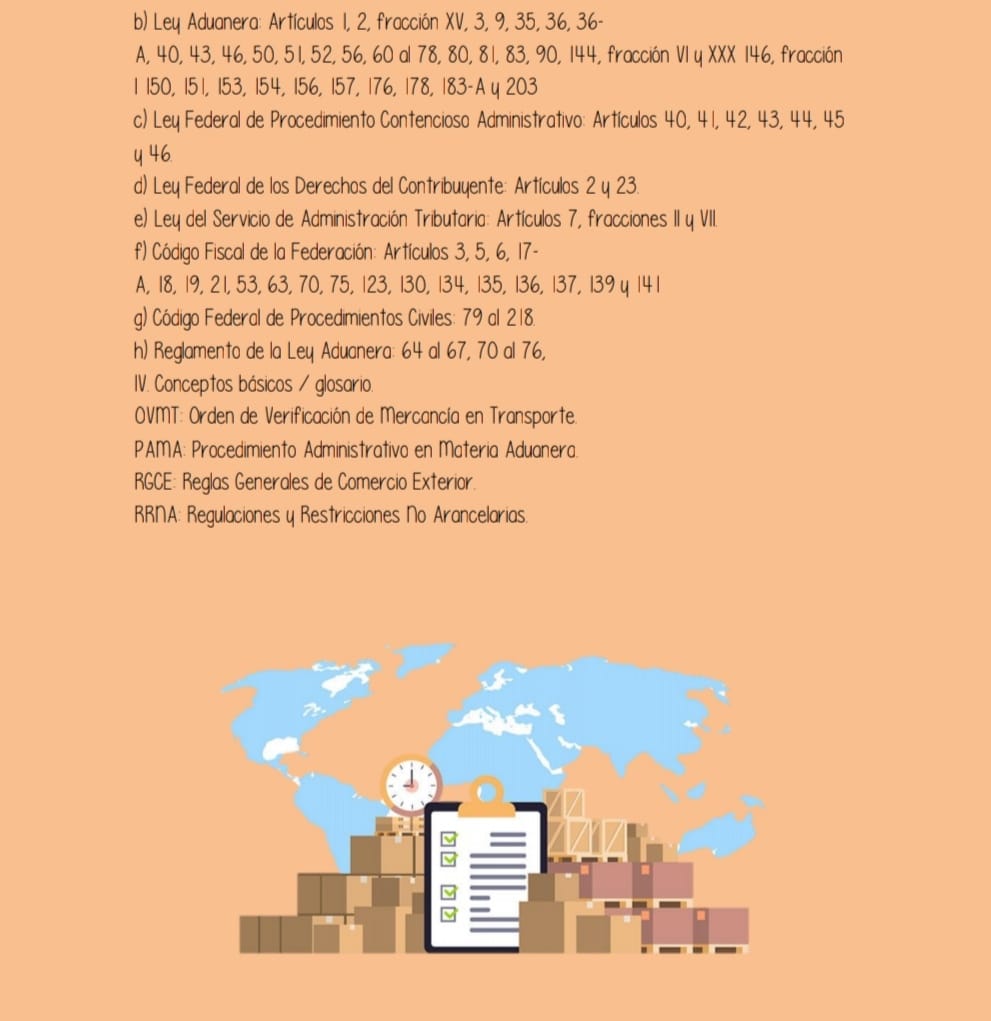 b) Ley Aduanera: Artículos 1, 2, fracción XV, 3, 9, 35, 36, 36-
A, 40, 43, 46, 50, 51, 52, 56, 60 al 78, 80, 81, 83, 90, 144, fracción VI y XXX 146, fracción
I 150, 151, 153, 154, 156, 157, 176, 178, 183-A y 203
c) Ley Federal de Procedimiento Contencioso Administrativo: Artículos 40, 41, 42, 43, 44, 45
y 46.
d) Ley Federal de los Derechos del Contribuyente: Artículos 2 y 23.
e) Ley del Servicio de Administración Tributaria: Artículos 7, fracciones II y VII.
f) Código Fiscal de la Federación: Artículos 3, 5, 6, 17-
A, 18, 19, 21, 53, 63, 70, 75, 123, 130, 134, 135, 136, 137, 139 y 141
g) Código Federal de Procedimientos Civiles: 79 al 218.
h) Reglamento de la Ley Aduanera: 64 al 67, 70 al 76,
IV. Conceptos básicos / glosario.
OVMT: Orden de Verificación de Mercancía en Transporte.
PAMA: Procedimiento Administrativo en Materia Aduanera.
RGCE: Reglas Generales de Comercio Exterior.
RRNA: Regulaciones y Restricciones No Arancelarias.